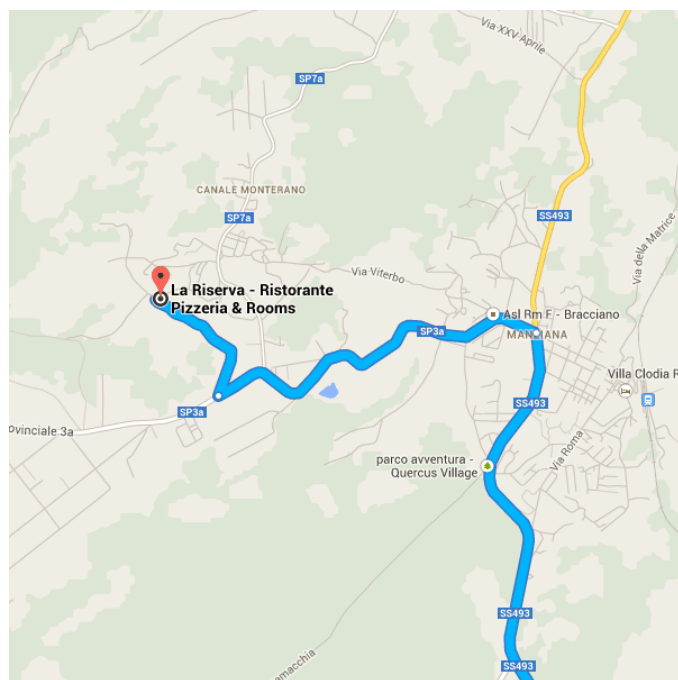 Via XXV Aprile
SP7a
CANALE MONTERANO
SP7a
SS493
Via della Matrice
Via Viterbo
La Riserva - Ristorante
Pizzeria & Rooms
Asl Rm F - Bracciano
SP3a
MANZIANA
Villa Clodia R
SP3a
SS493
ovinciale 3a
Via Roma
parco avventura -
Quercus Village
SS493
amacchia
SS493